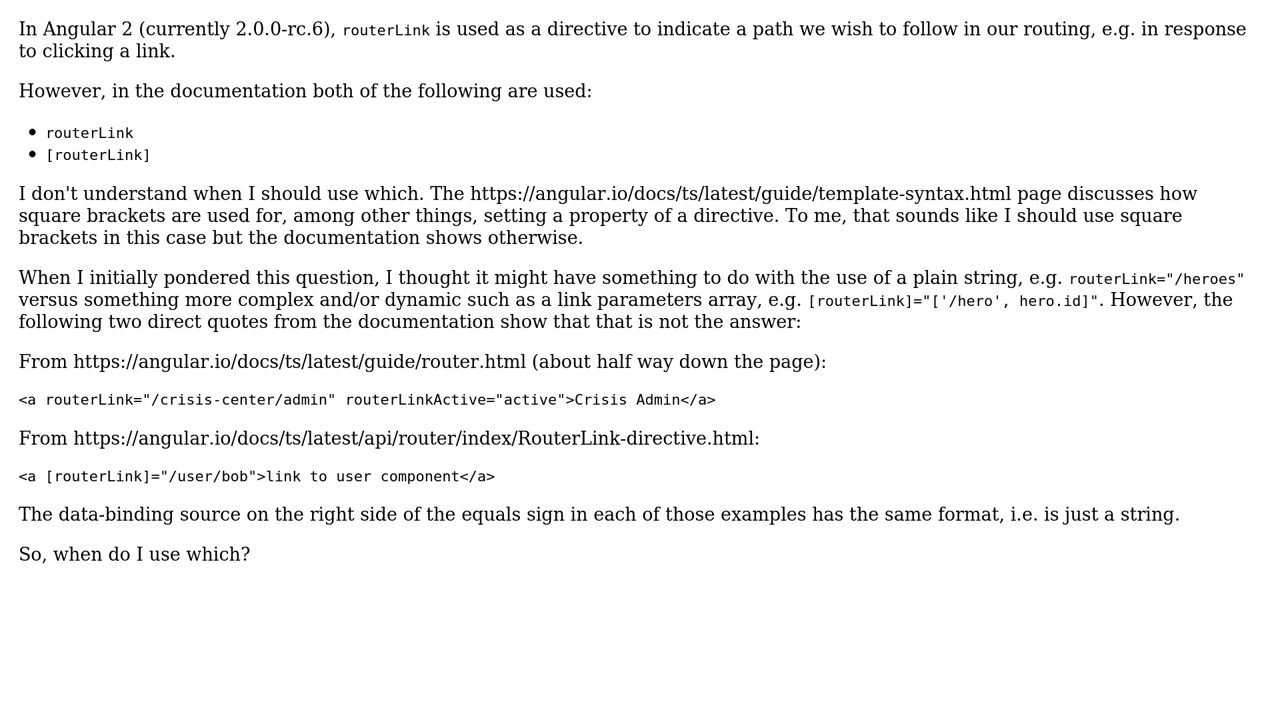 In Angular 2 (currently 2.0.0-rc.6), routerLink is used as a directive to indicate a path we wish to follow in our routing, e.g. in response
to clicking a link.
However, in the documentation both of the following are used:
• routerLink
• [routerLink]
I don't understand when I should use which. The https://angular.io/docs/ts/latest/guide/template-syntax.html page discusses how
square brackets are used for, among other things, setting a property of a directive. To me, that sounds like I should use square
brackets in this case but the documentation shows otherwise.
When I initially pondered this question, I thought it might have something to do with the use of a plain string, e.g. routerLink="/heroes"
versus something more complex and/or dynamic such as a link parameters array, e.g. [routerLink]="['/hero', hero.id]". However, the
following two direct quotes from the documentation show that that is not the answer:
From https://angular.io/docs/ts/latest/guide/router.html (about half way down the page):
<a routerLink="/crisis-center/admin" routerLinkActive="active">Crisis Admin</a>
From https://angular.io/docs/ts/latest/api/router/index/RouterLink-directive.html:
<a [routerLink]="/user/bob">link to user component</a>
The data-binding source on the right side of the equals sign in each of those examples has the same format, i.e. is just a string.
So, when do I use which?